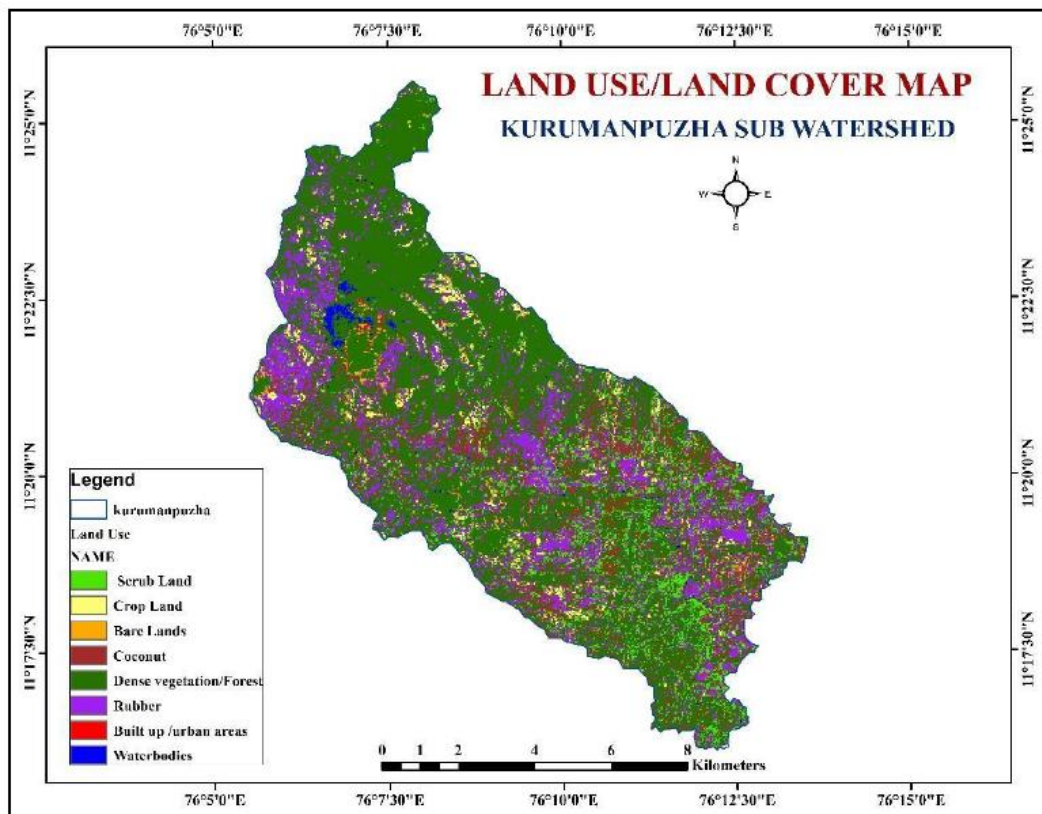 76°5'0"E 76°7'30"E 76°10'0"E 76°12'30"E 76°15'0"E
LAND USE/LAND COVER MAP
KURUMANPUZHA SUB WATERSHED
N
W E
S
11°25'0"N 11°25'0"N
11°22'30"N 11°22'30"N
11°20'0"N 11°20'0"N
11°17'30"N 11°17'30"N
Legend
kurumanpuzha
Land Use
NAME
Scrub Land
Crop Land
Bare Lands
Coconut
Dense vegetation/Forest
Rubber
Built up /urban areas
Waterbodies
0 1 2 4 6 8
Kilometers
76°5'0"E 76°7'30"E 76°10'0"E 76°12'30"E 76°15'0"E